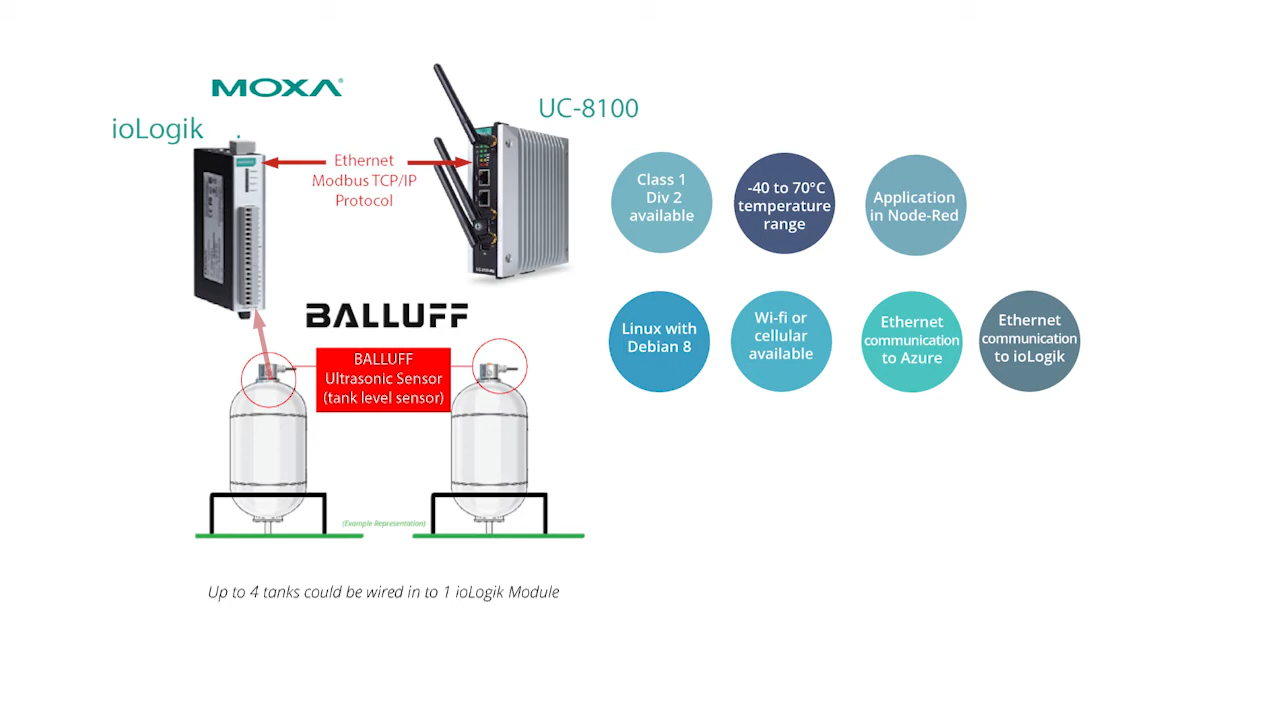 MOXA®
ioLogik
UC-8100
Ethernet
Modbus TCP/IP
Protocol
BALLUFF
BALLUFF
Ultrasonic Sensor
(tank level sensor)
(Example Representation)
Up to 4 tanks could be wired in to 1 ioLogik Module
Class 1
Div 2
available
-40 to 70°C
temperature
range
Application
in Node-Red
Linux with
Debian 8
Wi-fi or
cellular
available
Ethernet
communication
to Azure
Ethernet
communication
to ioLogik